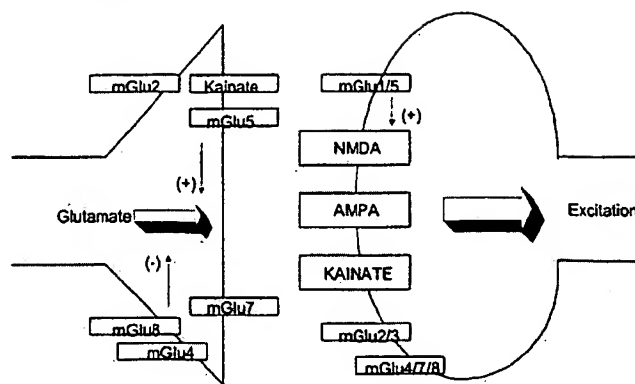 mGlu2
Kainate
mGlu1/5
mGlu5
(+)
NMDA
(+)
Glutamate
AMPA
Excitation
(-)
KAINATE
mGlu7
mGlu8
mGlu2/3
mGlu4
mGlu4/7/8